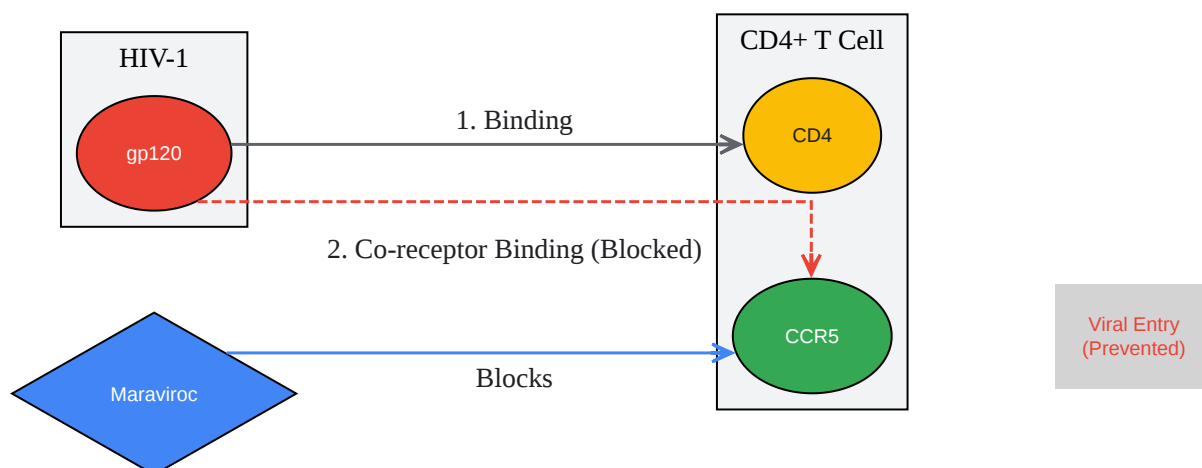 HIV-1
CD4+ T Cell
gp120
1. Binding
CD4
2. Co-receptor Binding (Blocked)
CCR5
Viral Entry
(Prevented)
Maraviroc
Blocks